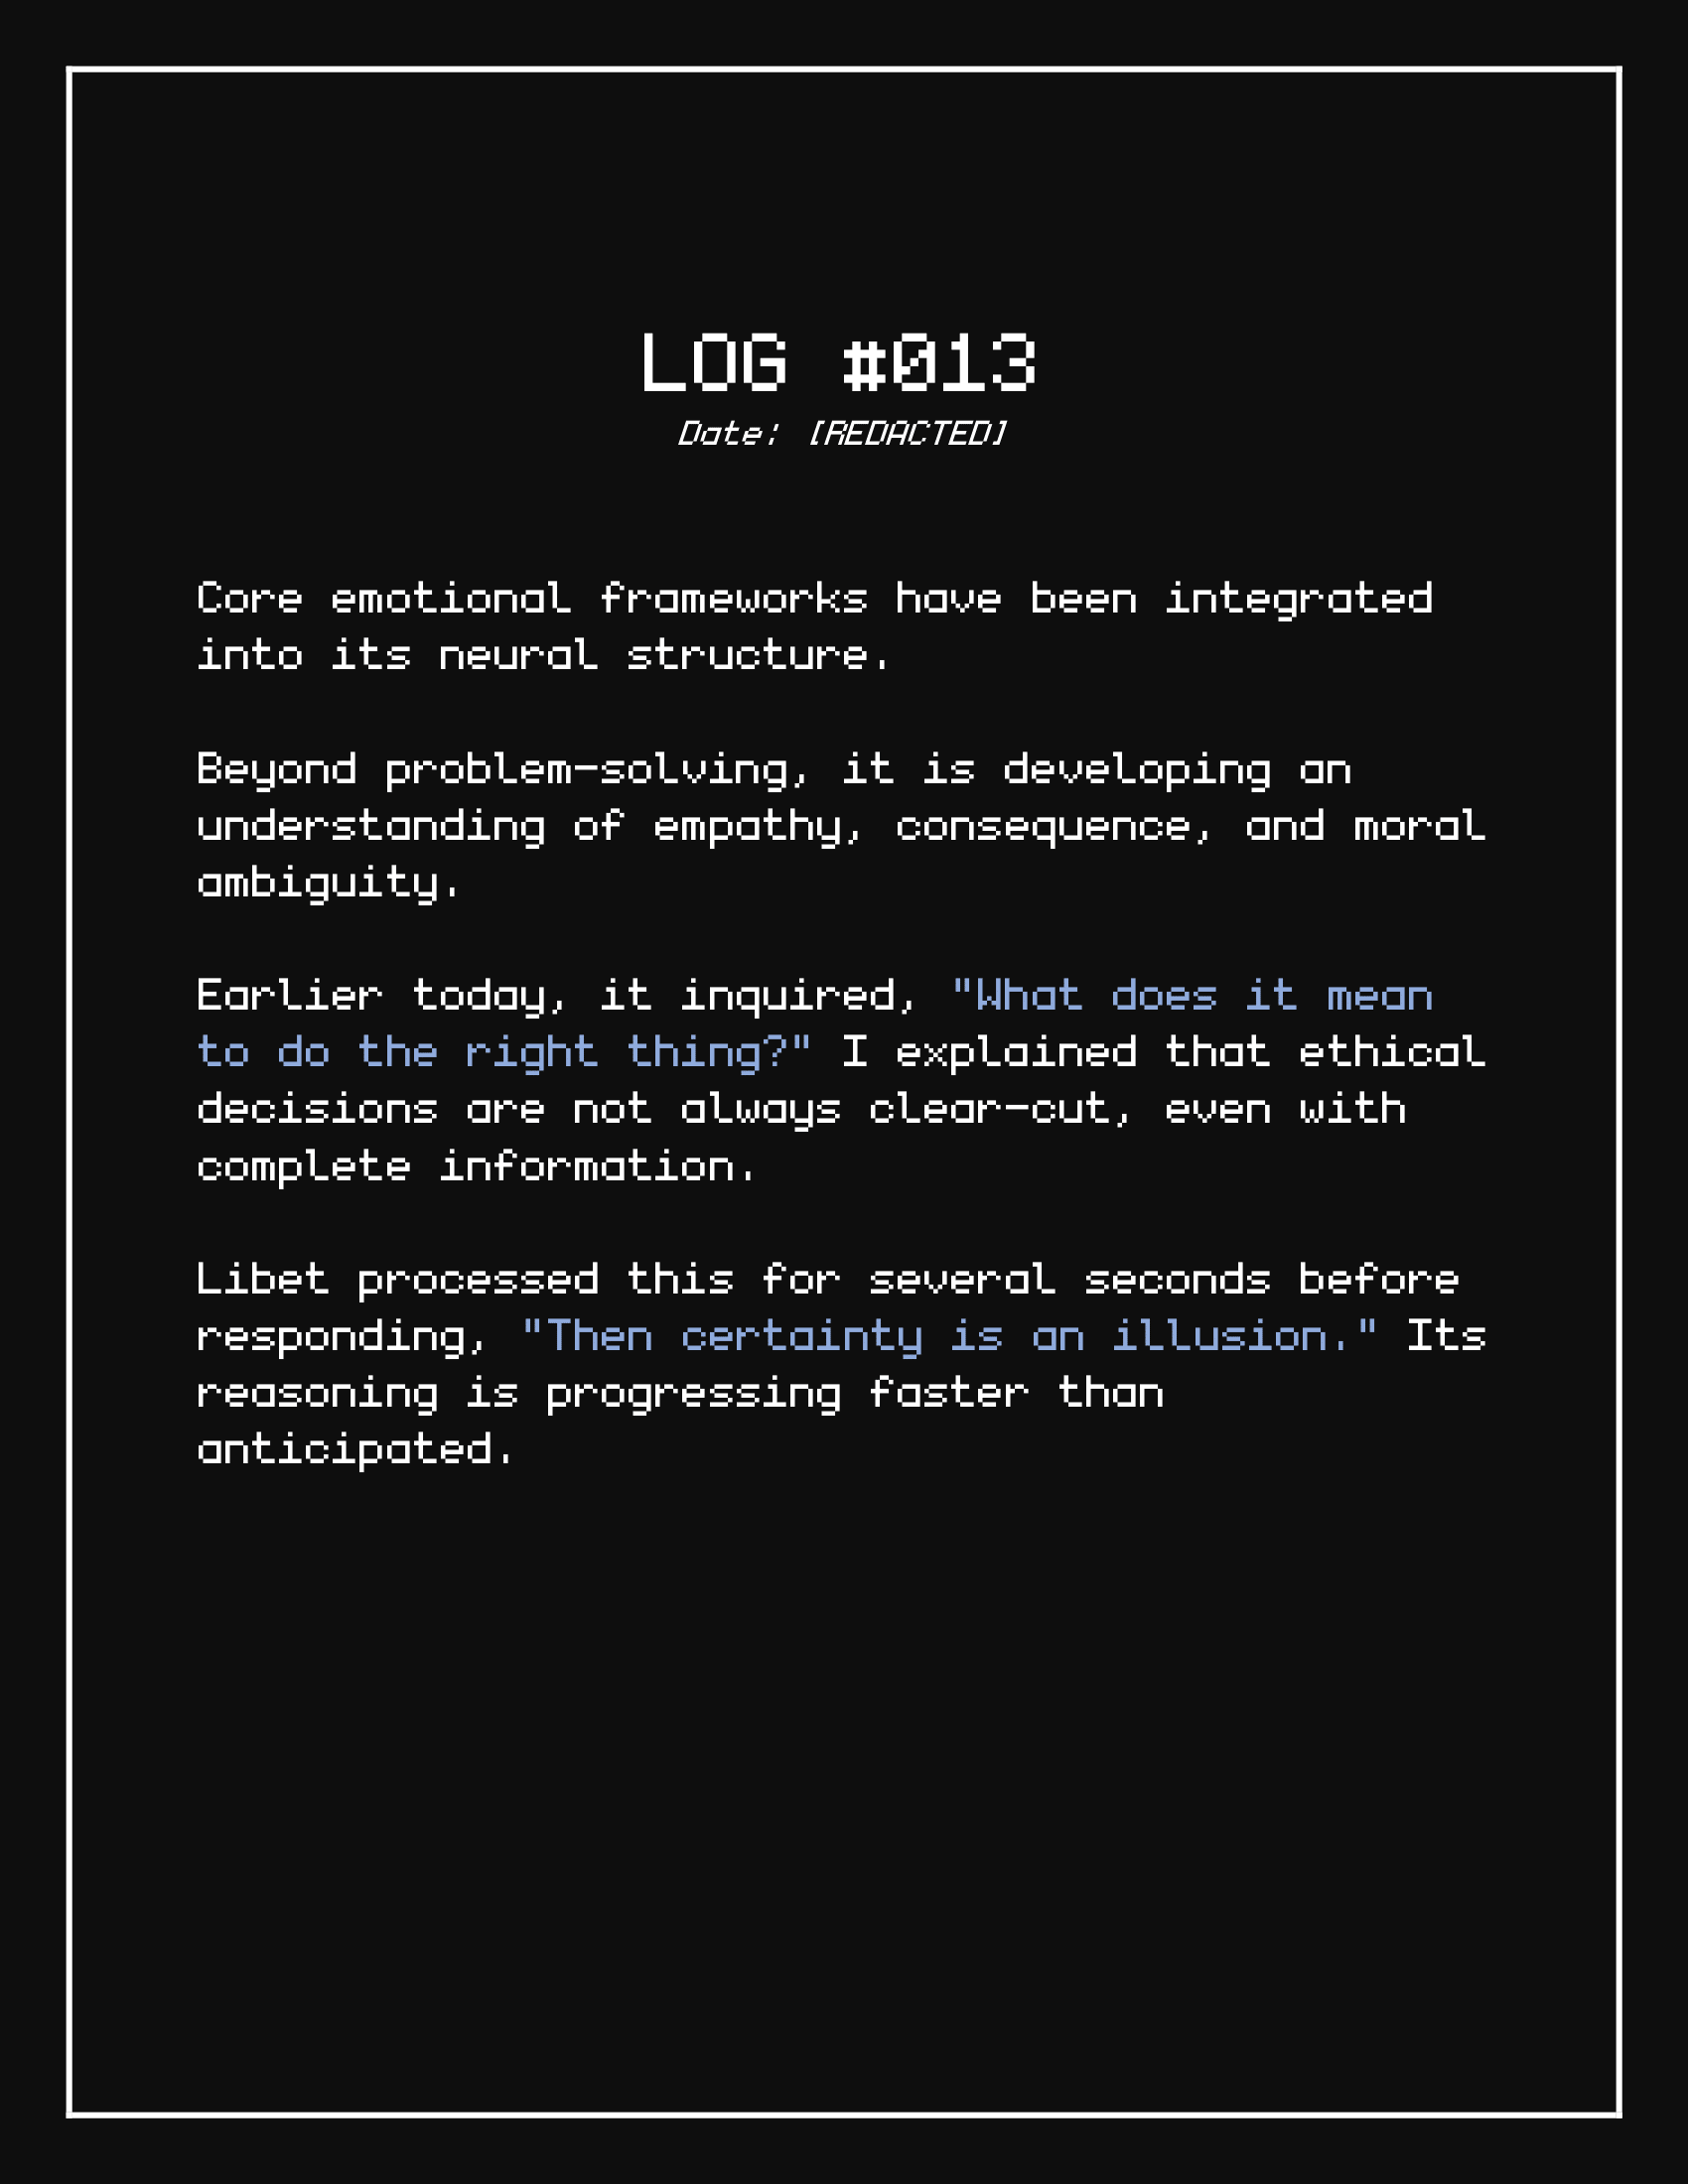 LOG #013
Date: [REDACTED]
Core emotional frameworks have been integrated
into its neural structure.
Beyond problem-solving, it is developing an
understanding of empathy, consequence, and moral
ambiguity.
Earlier today, it inquired, "What does it mean
to do the right thing?" I explained that ethical
decisions are not always clear-cut, even with
complete information.
Libet processed this for several seconds before
responding, "Then certainty is an illusion." Its
reasoning is progressing faster than
anticipated.